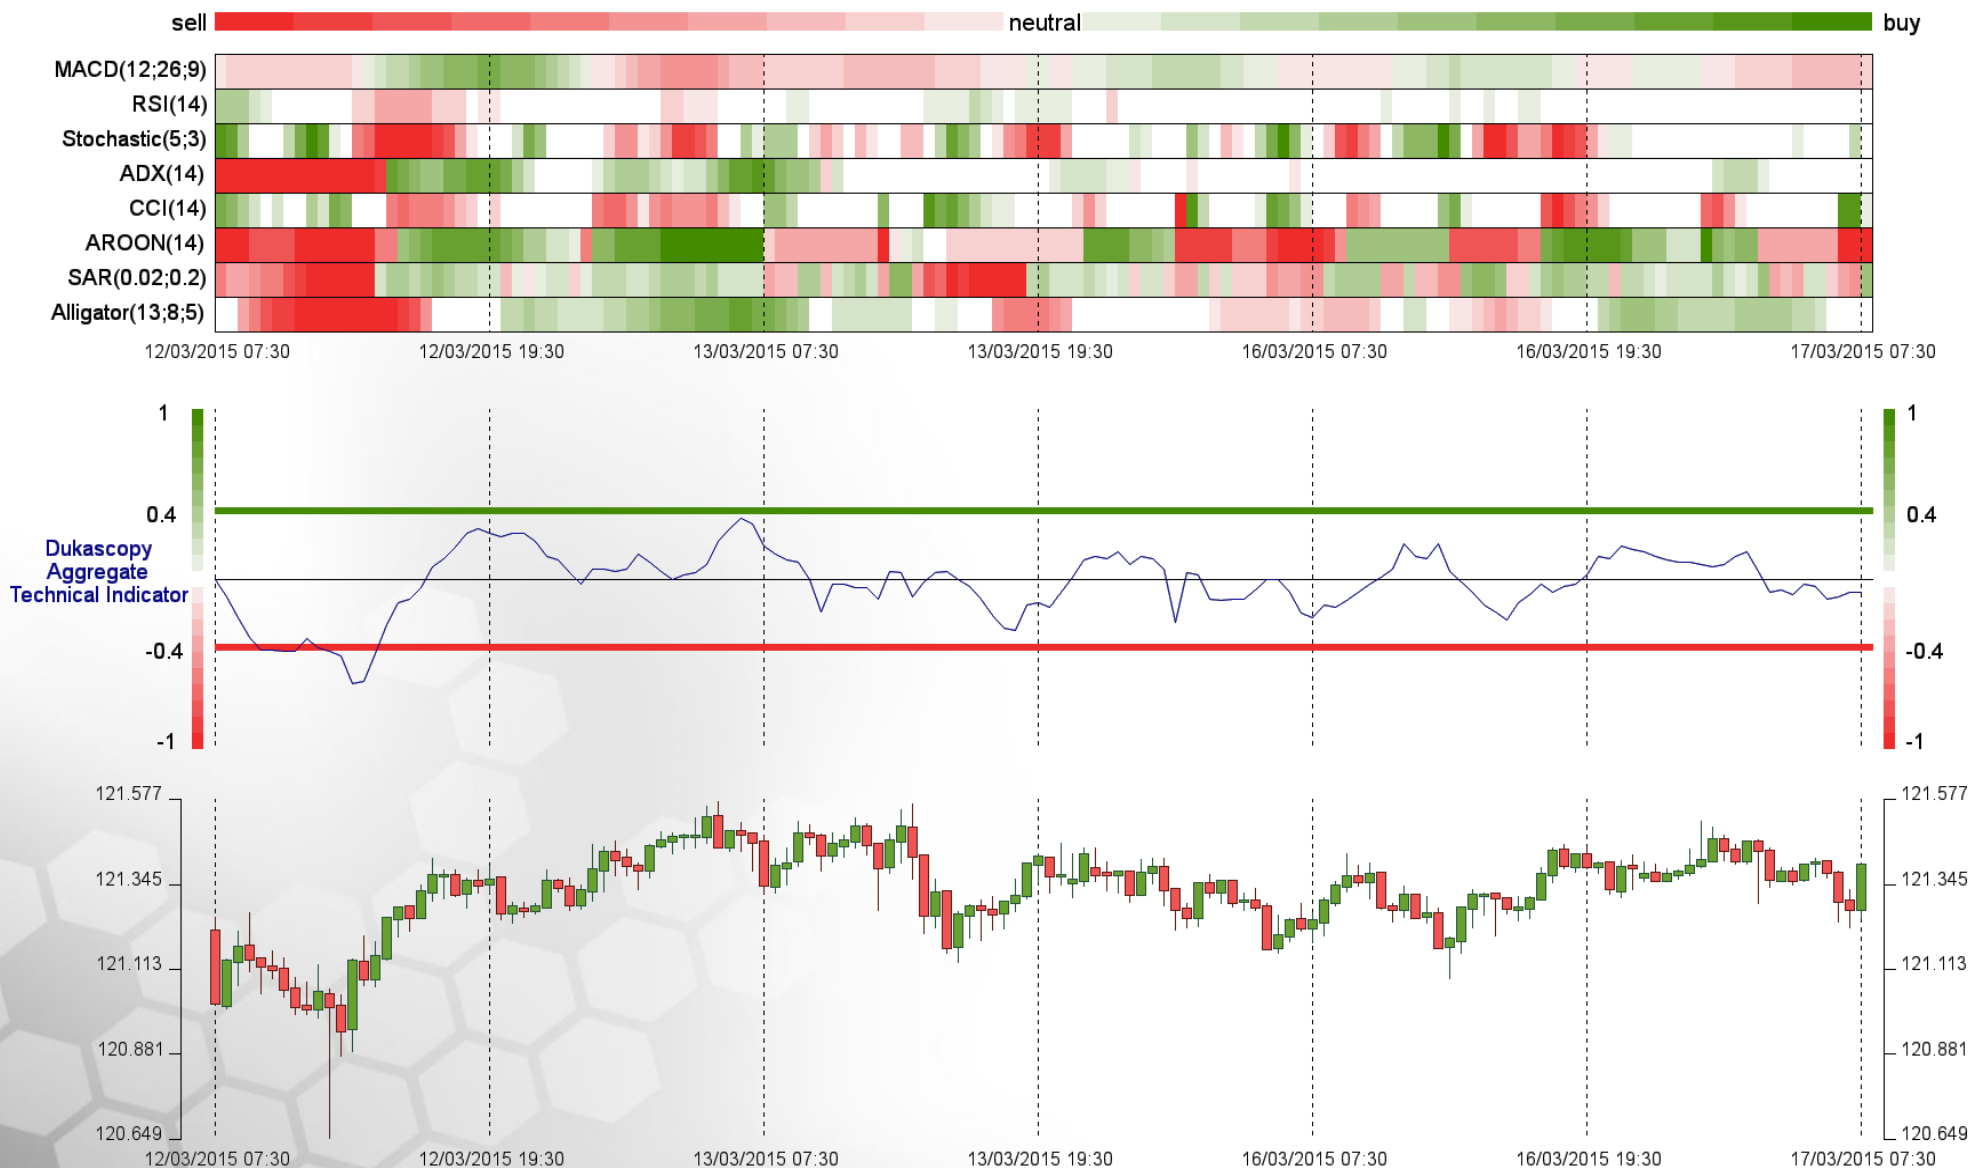 sell neutral buy
MACD(12;26;9)
RSI(14)
Stochastic(5;3)
ADX(14)
CCI(14)
AROON(14)
SAR(0.02;0.2)
Alligator(13;8;5)
12/03/2015 07:30 12/03/2015 19:30 13/03/2015 07:30 13/03/2015 19:30 16/03/2015 07:30 16/03/2015 19:30 17/03/2015 07:30
1 1
0.4 0.4
Dukascopy
Aggregate
Technical Indicator
-0.4 -0.4
-1 -1
121.577 121.577
121.345 121.345
121.113 121.113
120.881 120.881
120.649 120.649
12/03/2015 07:30 12/03/2015 19:30 13/03/2015 07:30 13/03/2015 19:30 16/03/2015 07:30 16/03/2015 19:30 17/03/2015 07:30